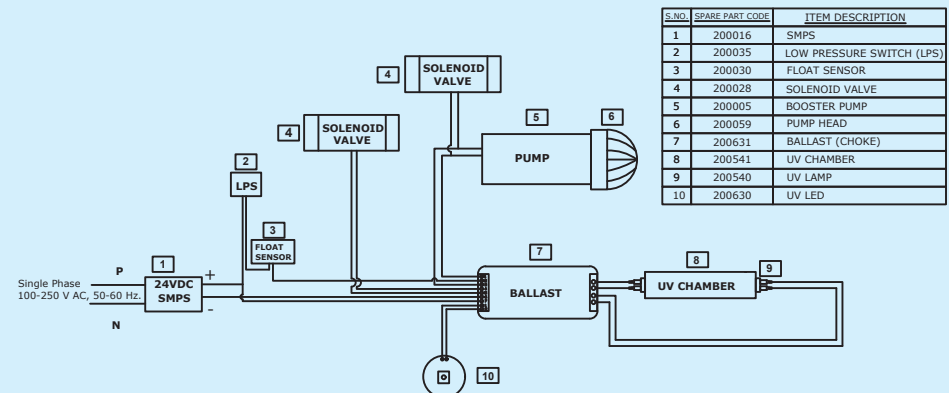 S.NO. SPARE PART CODE ITEM DESCRIPTION
1 200016 SMPS
2 200035 LOW PRESSURE SWITCH (LPS)
3 200030 FLOAT SENSOR
4 200028 SOLENOID VALVE
5 200005 BOOSTER PUMP
6 200059 PUMP HEAD
7 200631 BALLAST (CHOKE)
8 200541 UV CHAMBER
9 200540 UV LAMP
10 200630 UV LED
4
SOLENOID
VALVE
4
SOLENOID
VALVE
5
6
PUMP
2
LPS
3
FLOAT
SENSOR
1
P
+
Single Phase
100-250 V AC, 50-60 Hz.
24VDC
SMPS
-
N
7
BALLAST
8
UV CHAMBER
9
10